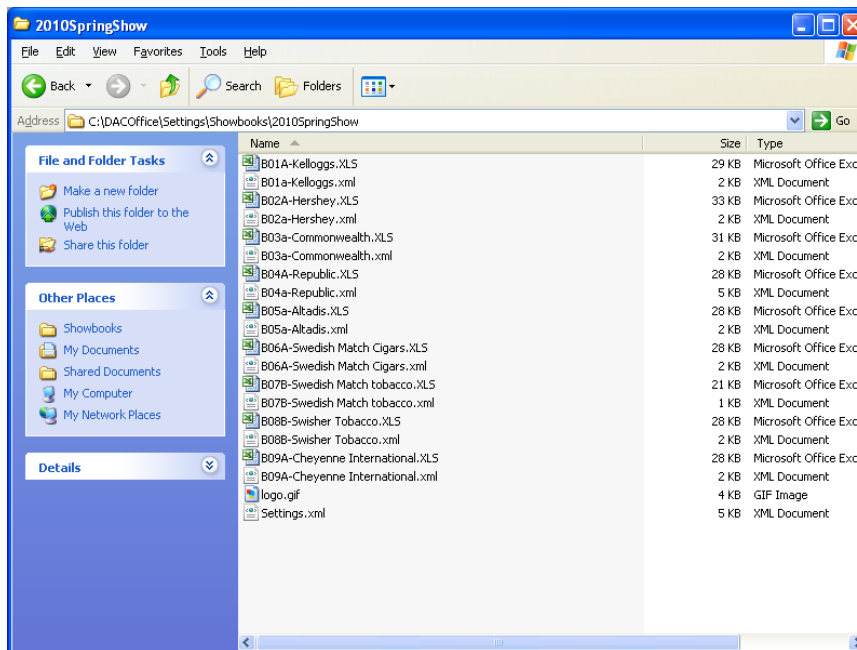 2010SpringShow
File Edit View Favorites Tools Help
Back Search Folders
Address C:\DACOffice\Settings\Showbooks\2010SpringShow Go
File and Folder Tasks
Make a new folder
Publish this folder to the
Web
Share this folder
Other Places
Showbooks
My Documents
Shared Documents
My Computer
My Network Places
Details
Name Size Type
B01A-Kelloggs.XLS 29 KB Microsoft Office Exc
B01a-Kelloggs.xml 2 KB XML Document
B02A-Hershey.XLS 33 KB Microsoft Office Exc
B02a-Hershey.xml 2 KB XML Document
B03a-Commonwealth.XLS 31 KB Microsoft Office Exc
B03a-Commonwealth.xml 2 KB XML Document
B04A-Republic.XLS 28 KB Microsoft Office Exc
B04a-Republic.xml 5 KB XML Document
B05a-Altadis.XLS 28 KB Microsoft Office Exc
B05a-Altadis.xml 2 KB XML Document
B06A-Swedish Match Cigars.XLS 28 KB Microsoft Office Exc
B06A-Swedish Match Cigars.xml 2 KB XML Document
B07B-Swedish Match tobacco.XLS 21 KB Microsoft Office Exc
B07B-Swedish Match tobacco.xml 1 KB XML Document
B08B-Swisher Tobacco.XLS 28 KB Microsoft Office Exc
B08B-Swisher Tobacco.xml 2 KB XML Document
B09A-Cheyenne International.XLS 28 KB Microsoft Office Exc
B09A-Cheyenne International.xml 2 KB XML Document
logo.gif 4 KB GIF Image
Settings.xml 5 KB XML Document